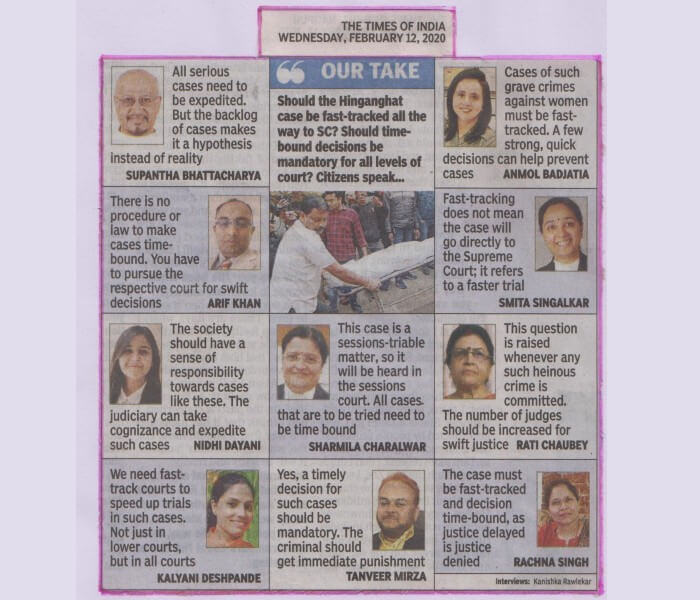 THE TIMES OF INDIA
WEDNESDAY, FEBRUARY 12, 2020
All serious
cases need to
be expedited.
But the backlog
of cases makes
it a hypothesis
instead of reality
SUPANTHA BHATTACHARYA
OUR TAKE
Should the Hinganghat
case be fast-tracked all the
way to SC? Should time-
bound decisions be
mandatory for all levels of
court? Citizens speak...
Cases of such
grave crimes
against women
must be fast-
tracked. A few
strong, quick
decisions can help prevent
cases ANMOL BADJATIA
There is no
procedure or
law to make
cases time-
bound. You have
to pursue the
respective court for swift
decisions ARIF KHAN
Fast-tracking
does not mean
the case will
go directly to
the Supreme
Court; it refers
to a faster trial
SMITA SINGALKAR
The society
should have a
sense of
responsibility
towards cases
like these. The
judiciary can take
cognizance and expedite
such cases NIDHI DAYANI
This case is a
sessions-triable
matter, so it
will be heard in
the sessions
court. All cases
that are to be tried need to
be time bound
SHARMILA CHARALWAR
This question
is raised
whenever any
such heinous
crime is
committed.
The number of judges
should be increased for
swift justice RATI CHAUBEY
We need fast-
track courts to
speed up trials
in such cases.
Not just in
lower courts,
but in all courts
KALYANI DESHPANDE
Yes, a timely
decision for
such cases
should be
mandatory. The
criminal should
get immediate punishment
TANVEER MIRZA
The case must
be fast-tracked
and decision
time-bound, as
justice delayed
is justice
denied RACHNA SINGH
Interviews: Kanishka Rawlekar